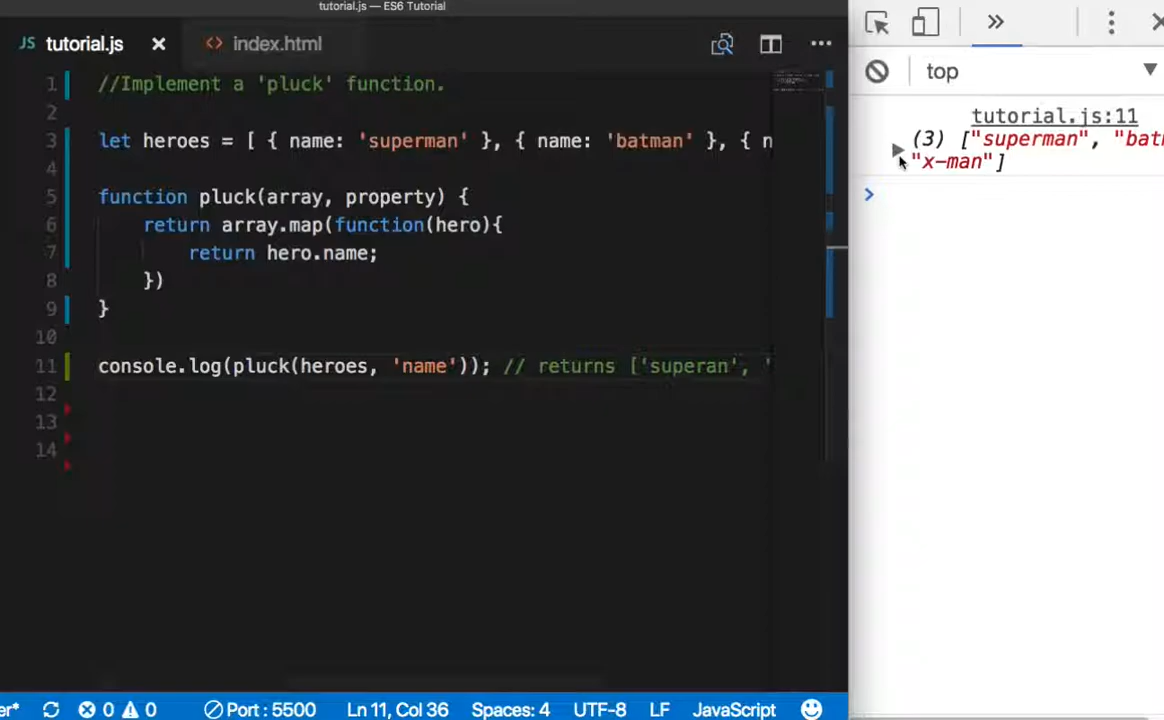 tutorial.js — ES6 Tutorial
JS tutorial.js × <> index.html
top
1 //Implement a 'pluck' function.
2
3 let heroes = [ { name: 'superman' }, { name: 'batman' }, { n
4
5 function pluck(array, property) {
6 return array.map(function(hero){
7 return hero.name;
8 })
9 }
10
11 console.log(pluck(heroes, 'name')); // returns ['superan', '
12
13
14
tutorial.js:11
(3) ["superman", "bat
"x-man"]
>
er* 0 0 Port : 5500 Ln 11, Col 36 Spaces: 4 UTF-8 LF JavaScript